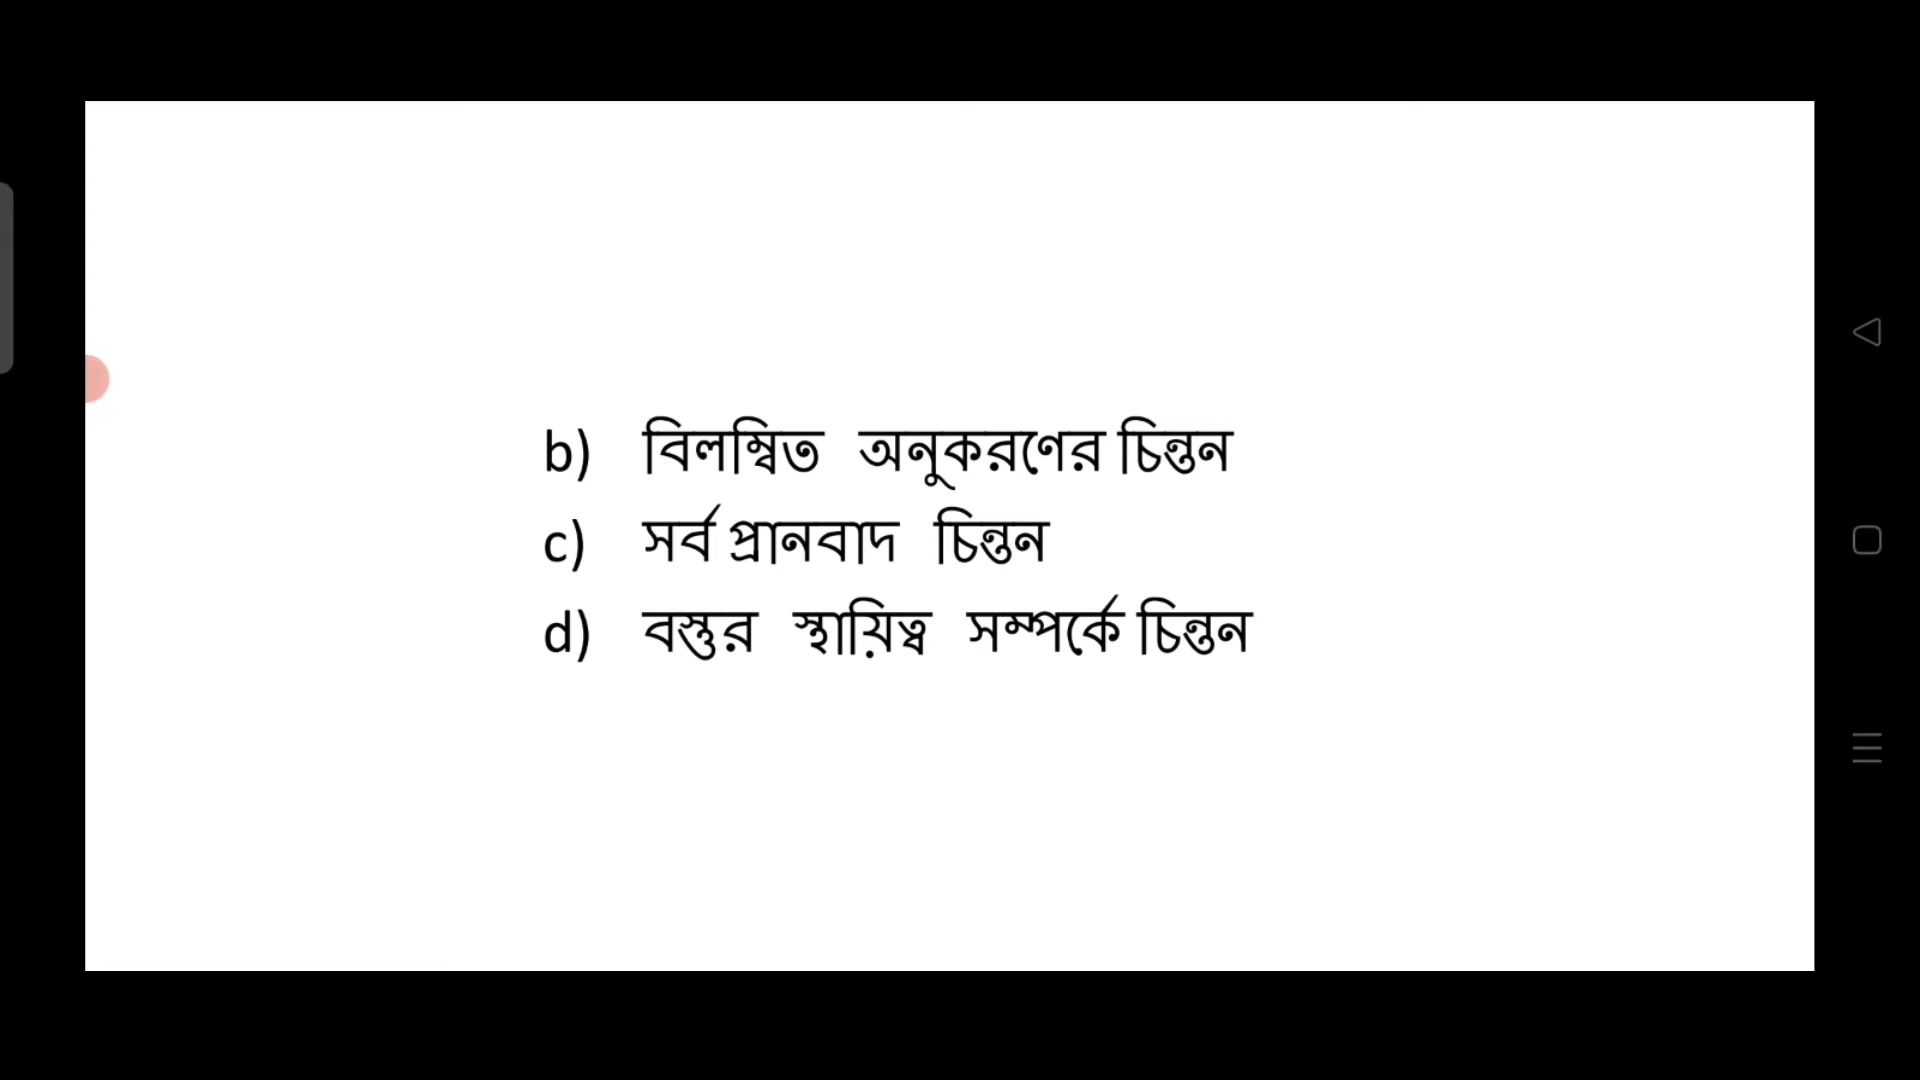 b) বিলম্বিত অনুকরণের চিন্তন
c) সর্ব প্রানবাদ চিন্তন
d) বস্তুর স্থায়িত্ব সম্পর্কে চিন্তন